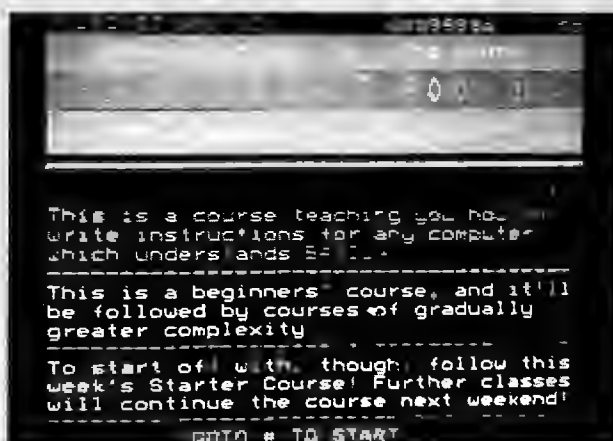 This is a course teaching you how
write instructions for any computer
which understands
This is a beginners' course, and it'll
be followed by courses of gradually
greater complexity
To start off with, though, follow this
week's Starter Course! Further classes
will continue the course next weekend!
GOTO # TO START